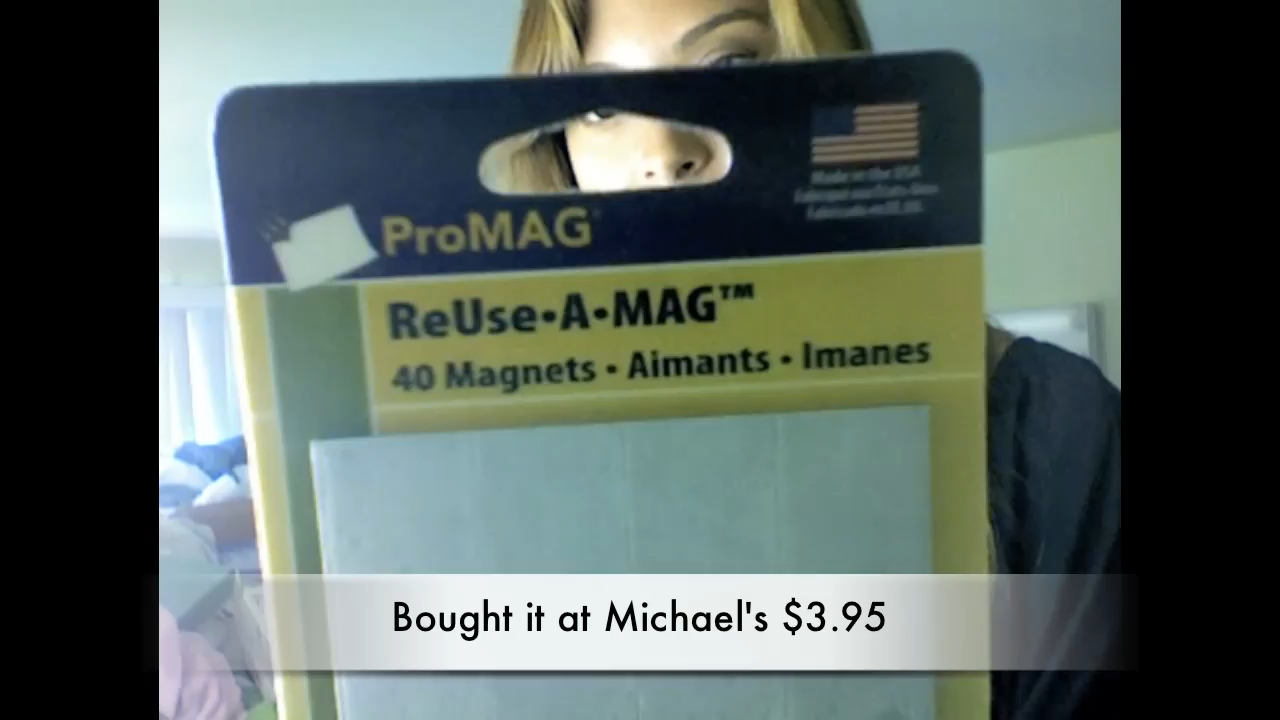 Made in the USA
ProMAG
ReUse•A•MAG™
40 Magnets • Aimants • Imanes
Bought it at Michael's $3.95